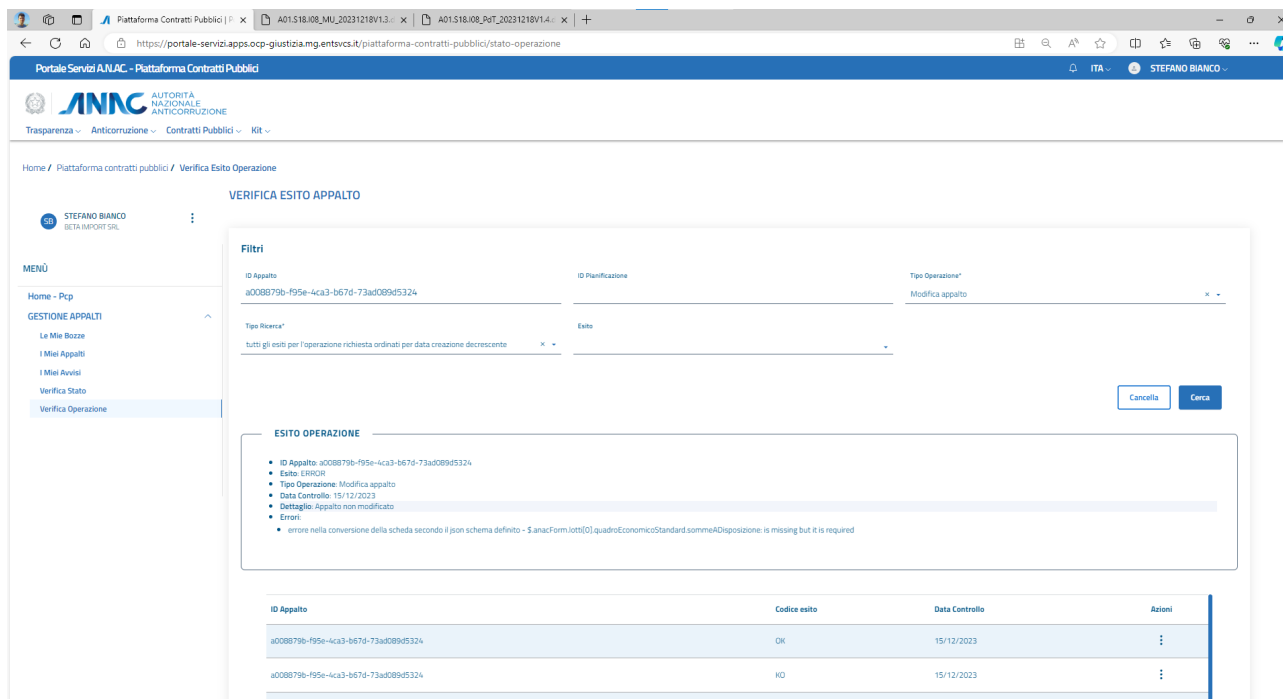 Piattaforma Contratti Pubblici | P
A01.S18.I08_MU_20231218V1.3.
A01.S18.I08_PdT_20231218V1.4.
https://portale-servizi.apps.ocp-giustizia.mg.entsvcs.it/piattaforma-contratti-pubblici/stato-operazione
Portale Servizi A.N.AC. - Piattaforma Contratti Pubblici
ITA
STEFANO BIANCO
ANAC
AUTORITÀ
NAZIONALE
ANTICORRUZIONE
Trasparenza Anticorruzione Contratti Pubblici Kit
Home / Piattaforma contratti pubblici / Verifica Esito Operazione
VERIFICA ESITO APPALTO
SB
STEFANO BIANCO
BETA IMPORT SRL
MENÙ
Home - Pcp
GESTIONE APPALTI
Le Mie Bozze
I Miei Appalti
I Miei Avvisi
Verifica Stato
Verifica Operazione
Filtri
ID Appalto
a008879b-f95e-4ca3-b67d-73ad089d5324
ID Pianificazione
Tipo Operazione*
Modifica appalto
Tipo Ricerca*
tutti gli esiti per l'operazione richiesta ordinati per data creazione decrescente
Esito
Cancella
Cerca
ESITO OPERAZIONE
ID Appalto: a008879b-f95e-4ca3-b67d-73ad089d5324
Esito: ERROR
Tipo Operazione: Modifica appalto
Data Controllo: 15/12/2023
Dettaglio: Appalto non modificato
Errori:
errore nella conversione della scheda secondo il json schema definito - $.anacForm.lotti[0].quadroEconomicoStandard.sommeADisposizione: is missing but it is required
ID Appalto Codice esito Data Controllo Azioni
a008879b-f95e-4ca3-b67d-73ad089d5324 OK 15/12/2023
a008879b-f95e-4ca3-b67d-73ad089d5324 KO 15/12/2023